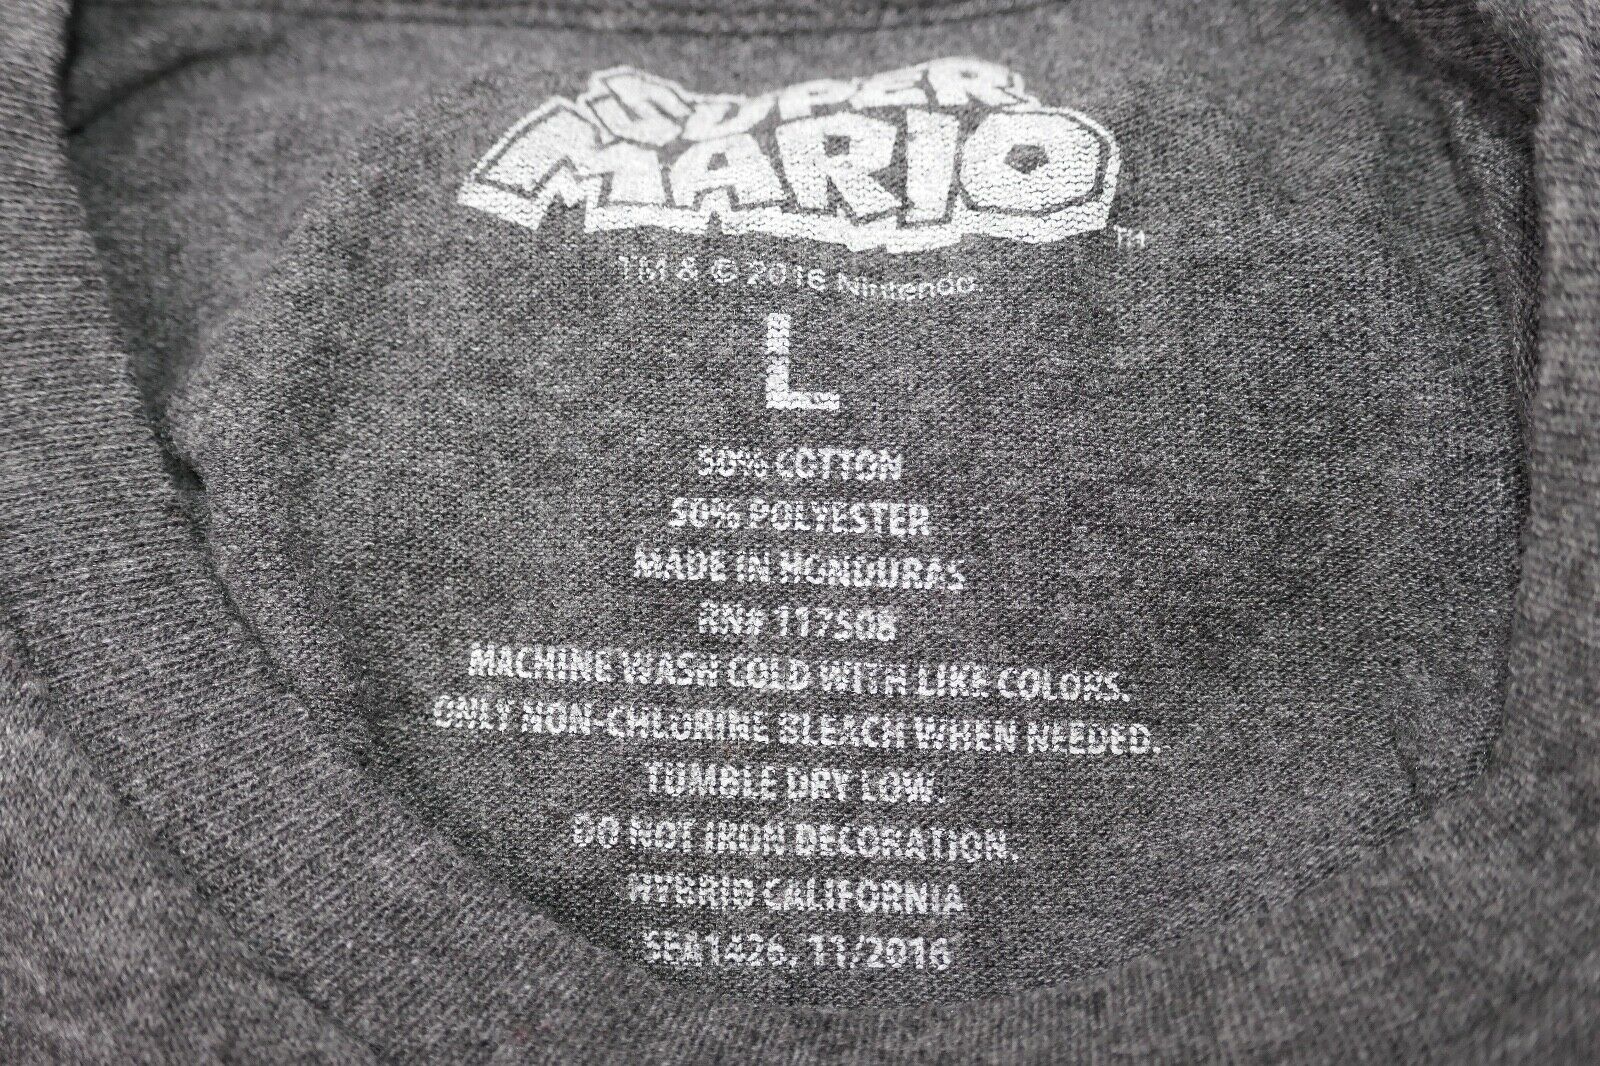 SUPER
MARIO
TM
TM & © 2016 Nintendo.
L
50% COTTON
50% POLYESTER
MADE IN HONDURAS
RN# 117508
MACHINE WASH COLD WITH LIKE COLORS.
ONLY NON-CHLORINE BLEACH WHEN NEEDED.
TUMBLE DRY LOW.
DO NOT IRON DECORATION.
HYBRID CALIFORNIA
SEA1426, 11/2016